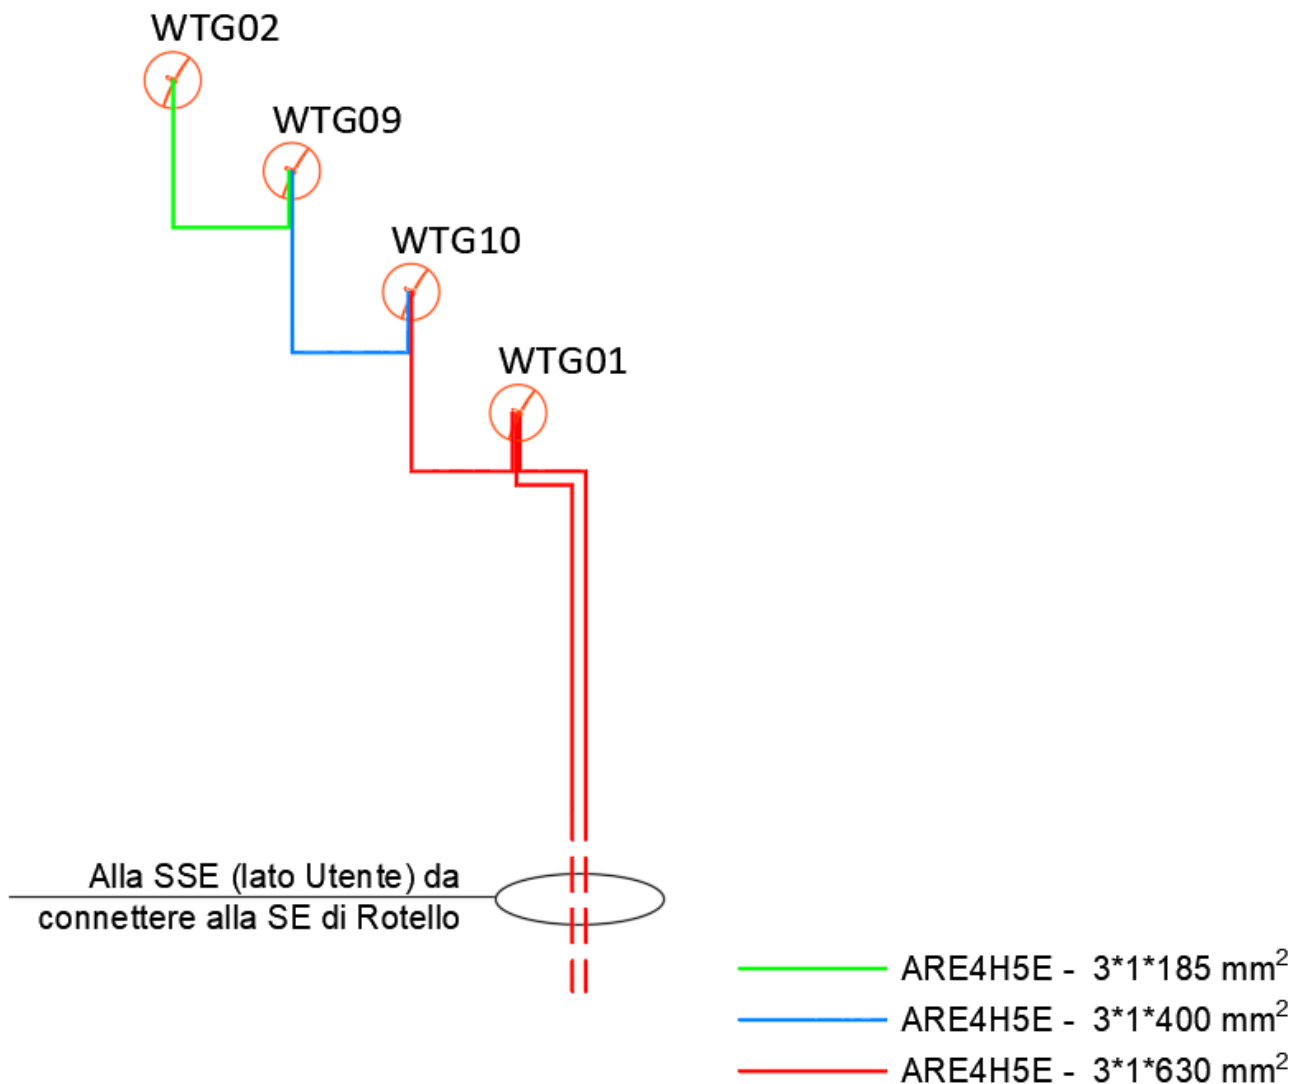 WTG02
WTG09
WTG10
WTG01
Alla SSE (lato Utente) da
connettere alla SE di Rotello
ARE4H5E - 3*1*185 mm²
ARE4H5E - 3*1*400 mm²
ARE4H5E - 3*1*630 mm²